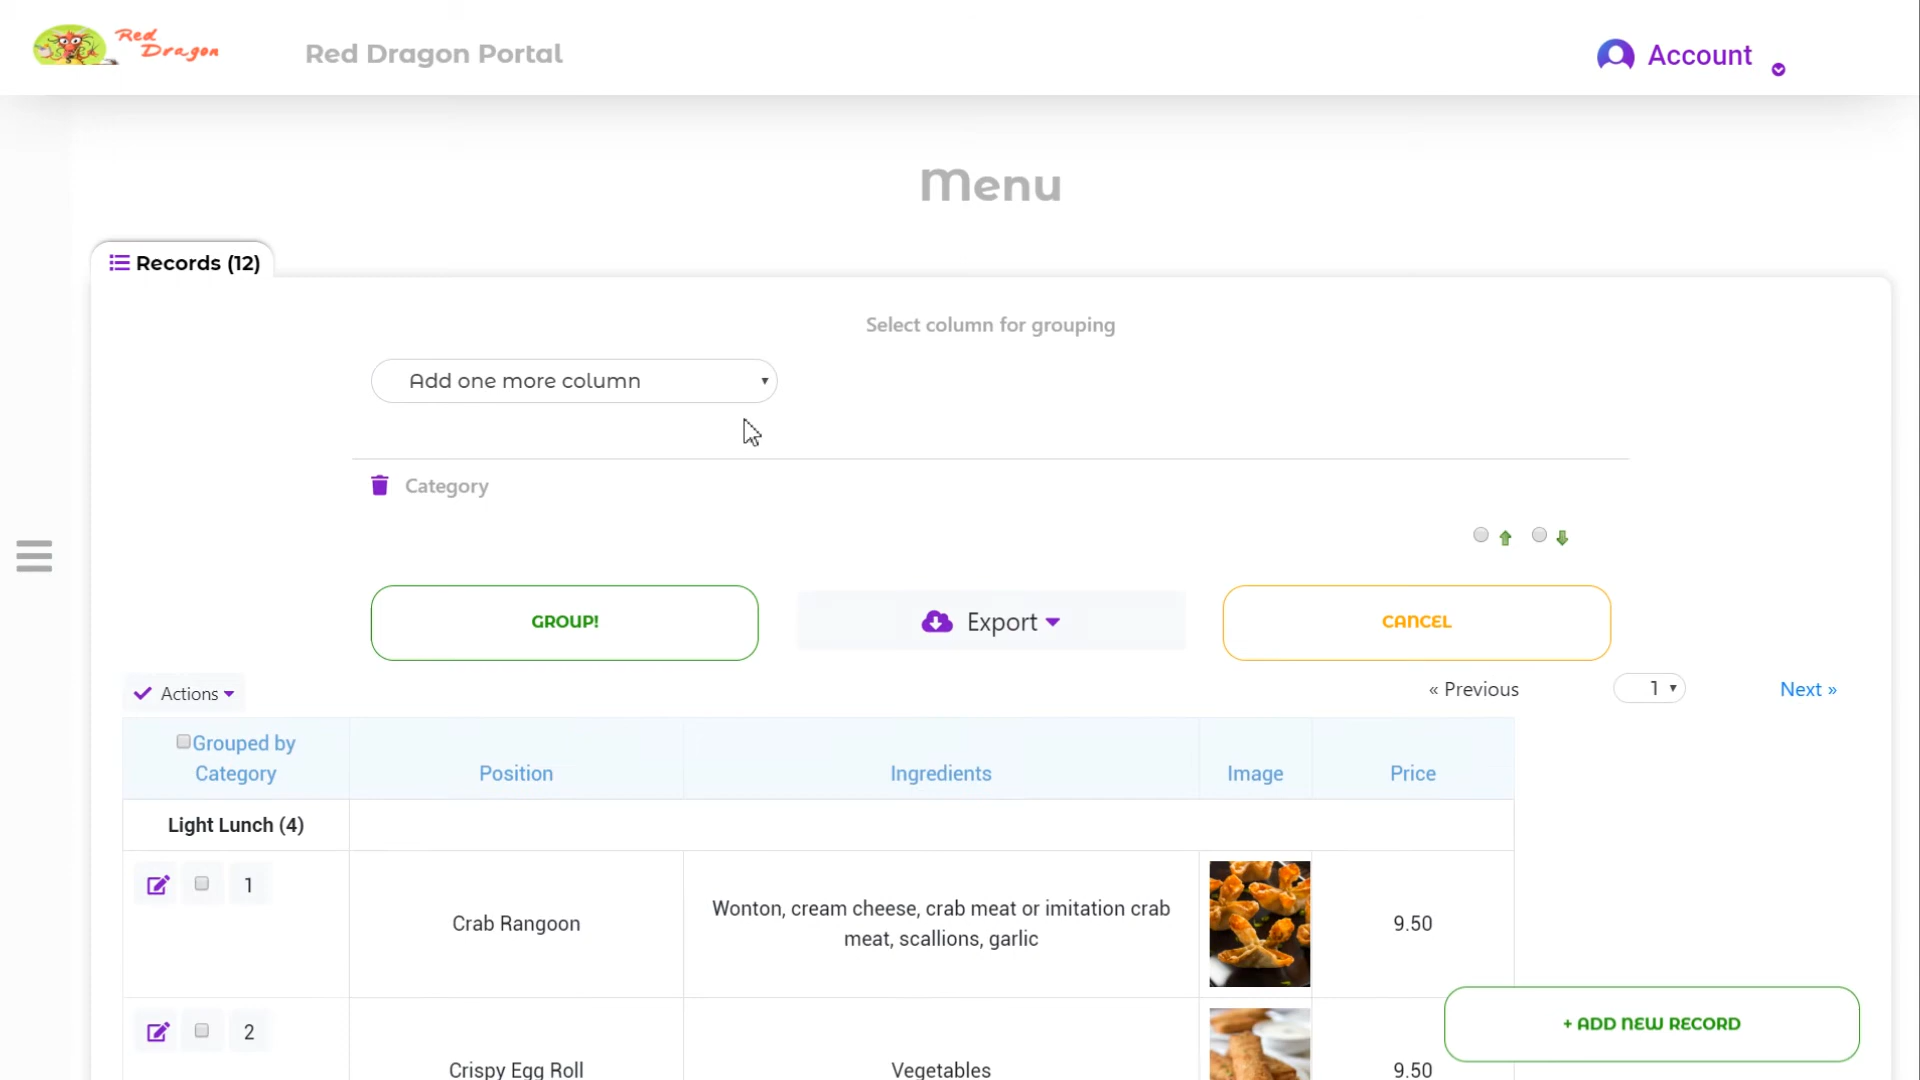 Red
Dragon
Red Dragon Portal
Account
Menu
Records (12)
Select column for grouping
Add one more column
Category
GROUP!
Export
CANCEL
Actions
« Previous
1
Next »
Grouped by
Category
Position
Ingredients
Image
Price
Light Lunch (4)
1
Crab Rangoon
Wonton, cream cheese, crab meat or imitation crab
meat, scallions, garlic
9.50
2
Crispy Egg Roll
Vegetables
9.50
+ ADD NEW RECORD